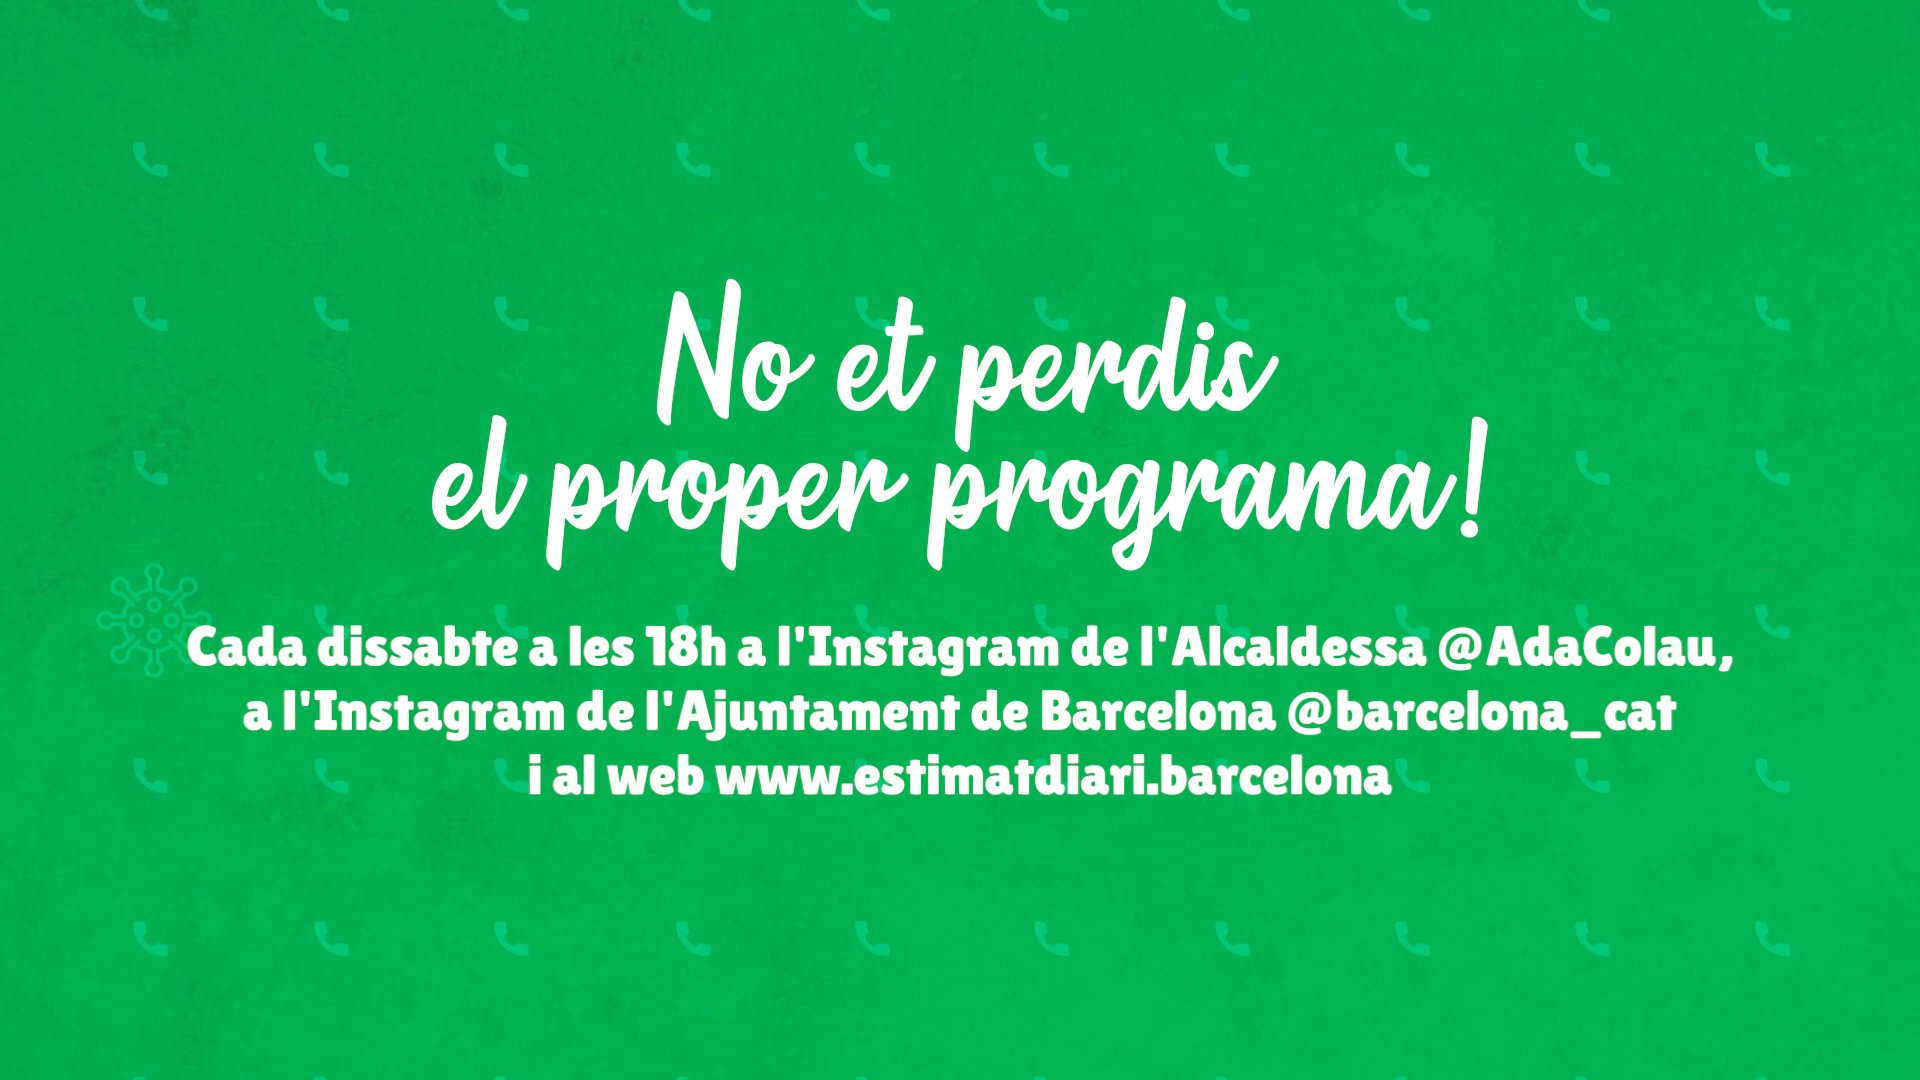 No et perdis
el proper programa!
Cada dissabte a les 18h a l'Instagram de l'Alcaldessa @AdaColau,
a l'Instagram de l'Ajuntament de Barcelona @barcelona_cat
i al web www.estimatdiari.barcelona